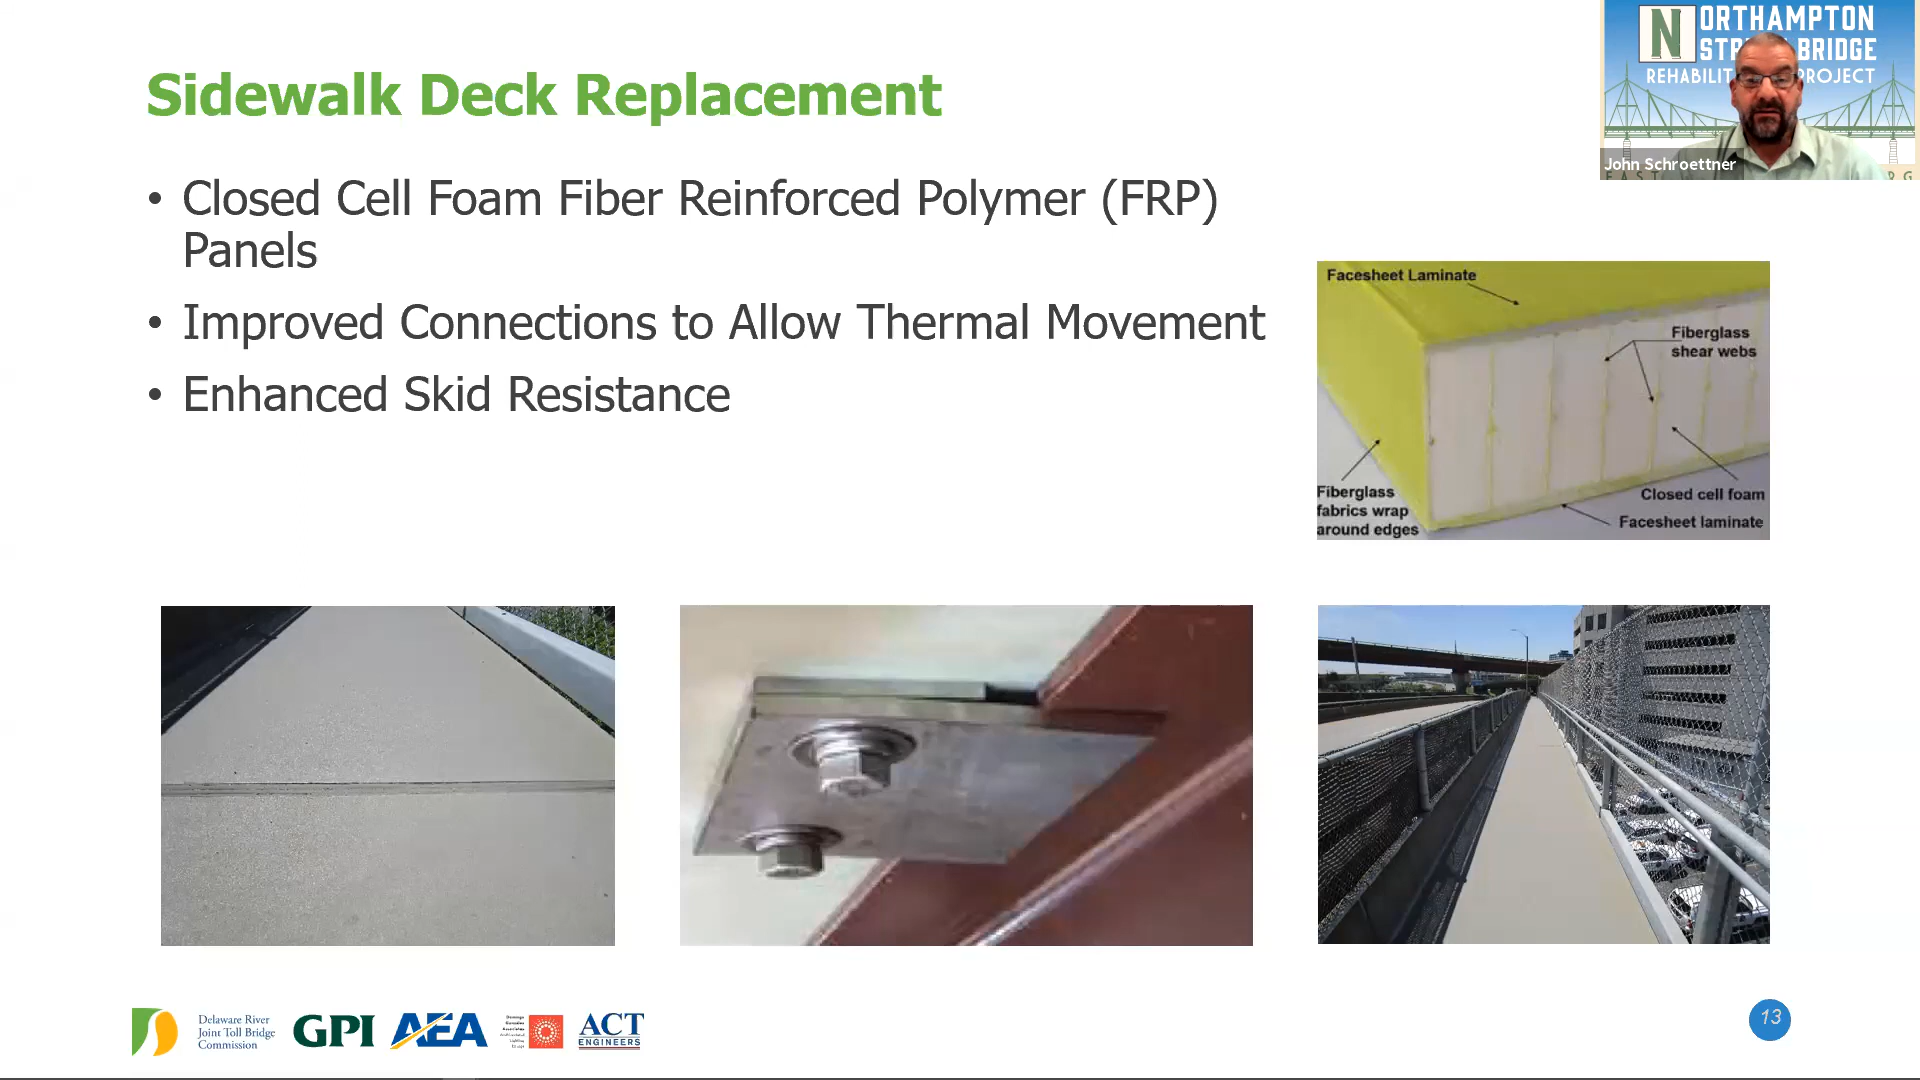 Sidewalk Deck Replacement
• Closed Cell Foam Fiber Reinforced Polymer (FRP)
Panels
• Improved Connections to Allow Thermal Movement
• Enhanced Skid Resistance
NORTHAMPTON
BRIDGE
PROJECT
John Schroettner
Facesheet Laminate
Fiberglass
shear webs
Fiberglass
fabrics wrap
around edges
Closed cell foam
Facesheet laminate
Delaware River
Joint Toll Bridge
Commission
GPI
AEA
ACT
ENGINEERS
13